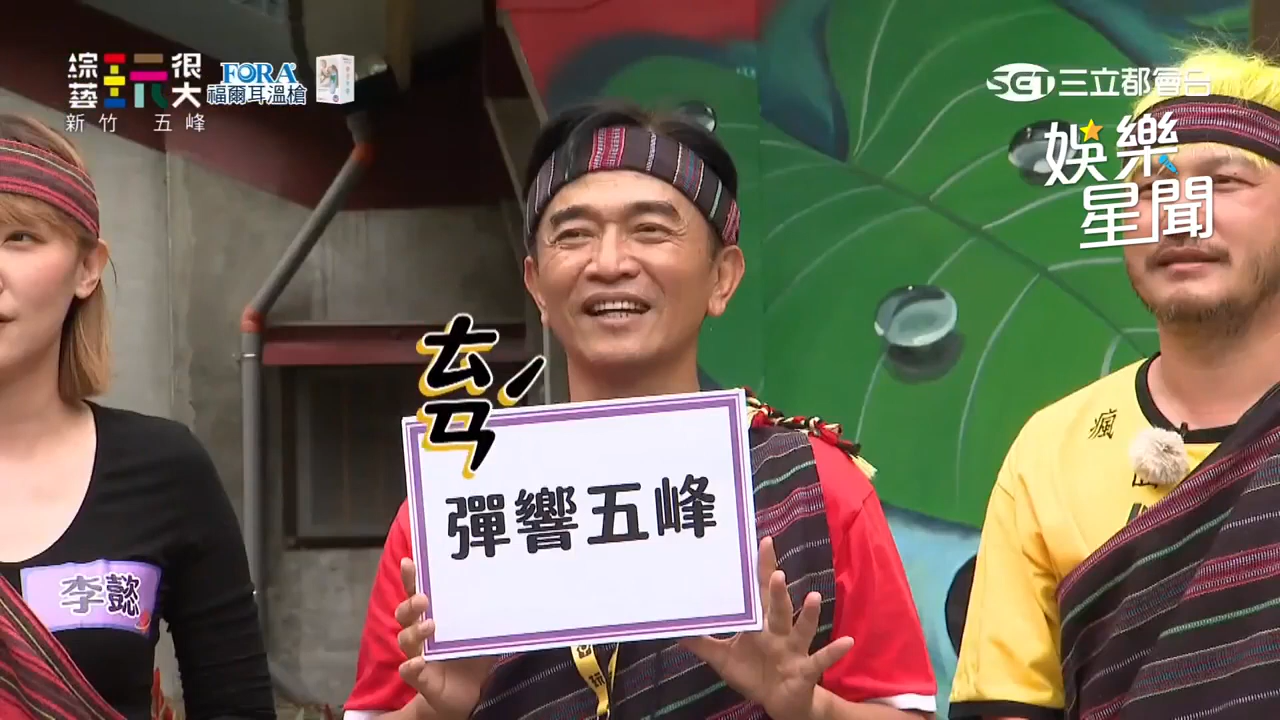 綜藝玩很大
新竹 五峰
FORA
福爾耳溫槍
SET三立都會台
娛樂
星聞
ㄊㄢˊ
彈響五峰
李懿
瘋
玩